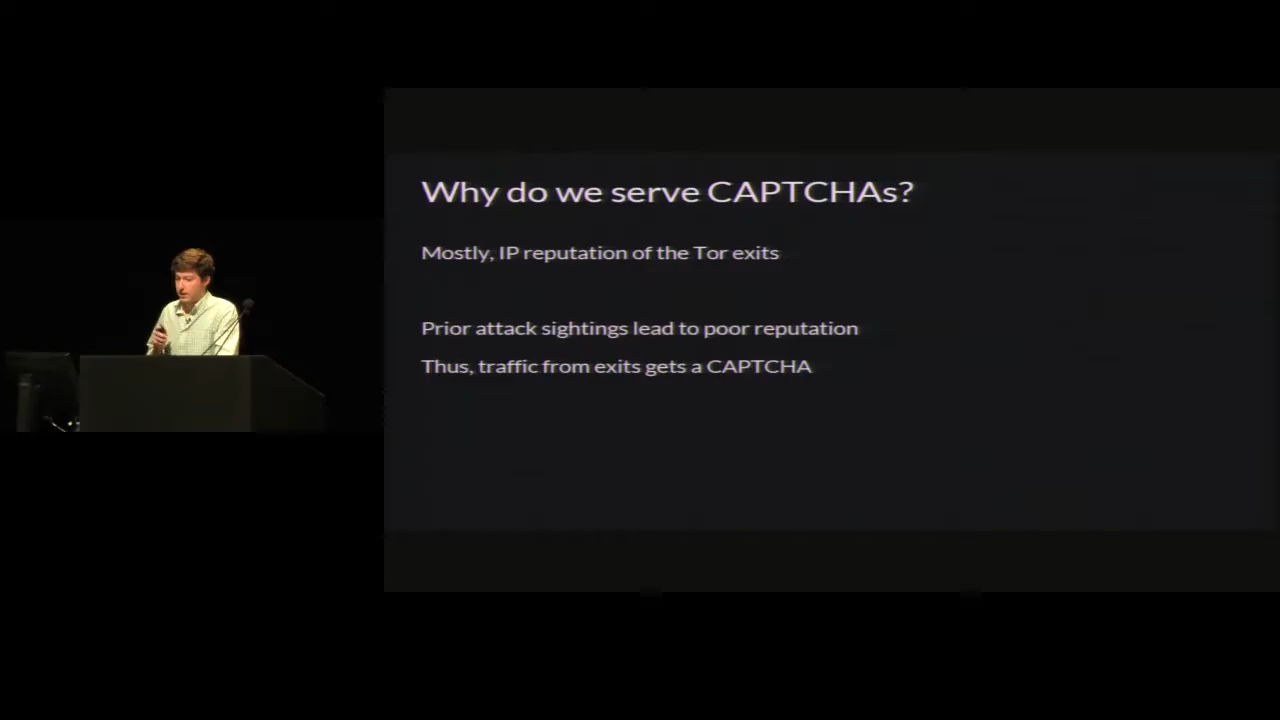 Why do we serve CAPTCHAs?
Mostly, IP reputation of the Tor exits
Prior attack sightings lead to poor reputation
Thus, traffic from exits gets a CAPTCHA